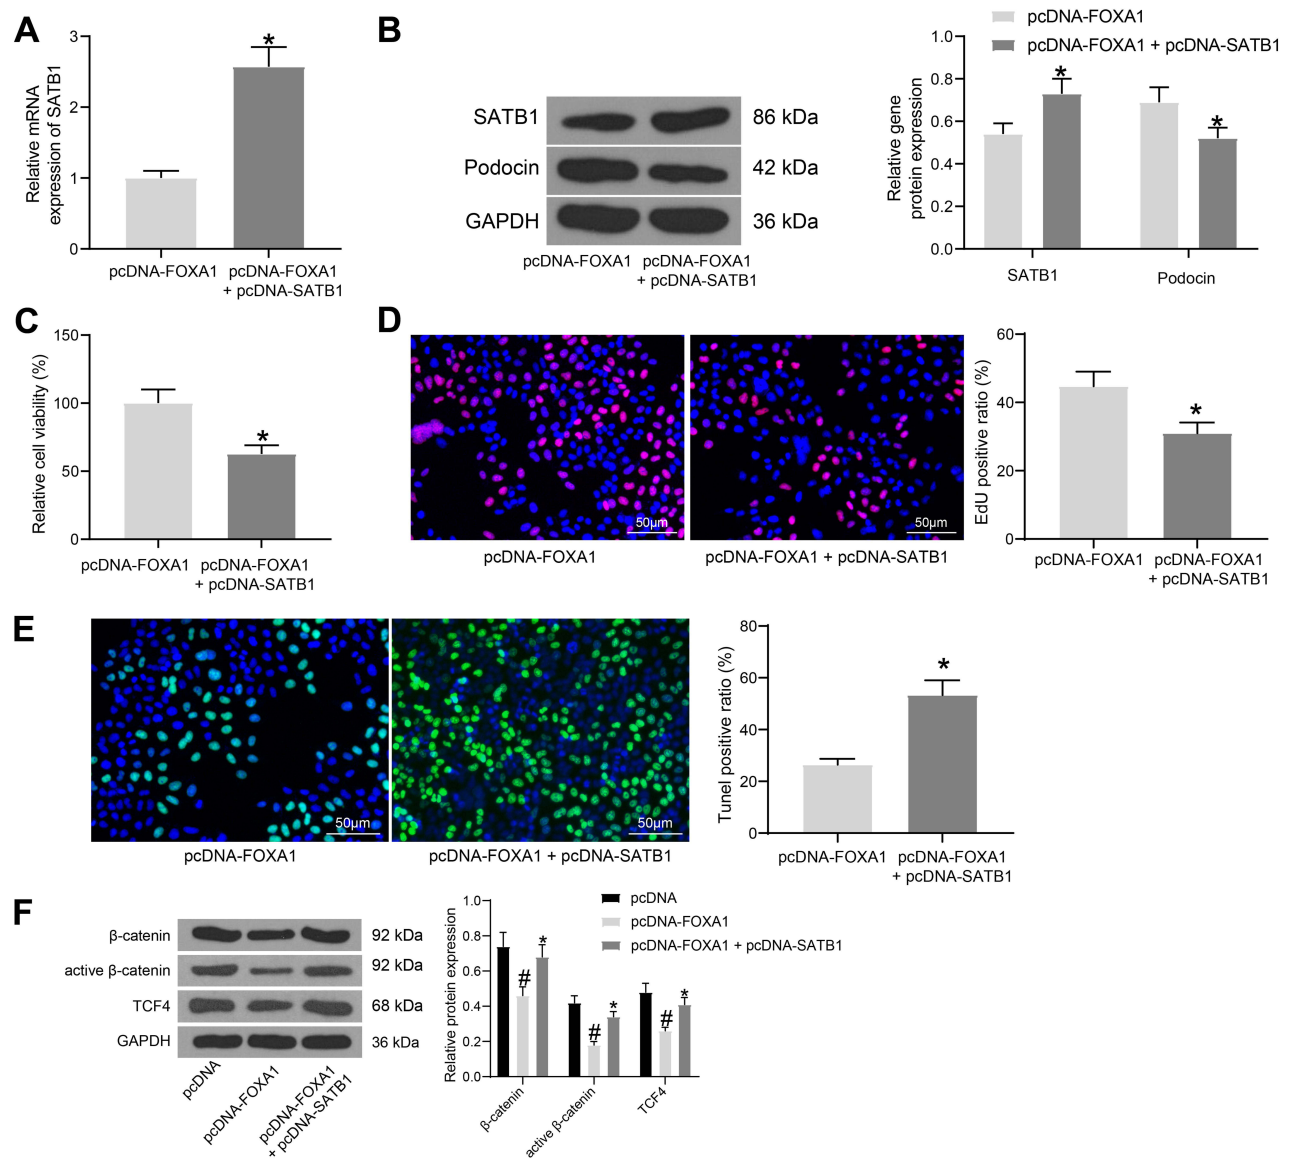 A
Relative mRNA
expression of SATB1
3
2
1
0
*
pcDNA-FOXA1
pcDNA-FOXA1
+ pcDNA-SATB1
B
SATB1
86 kDa
Podocin
42 kDa
GAPDH
36 kDa
pcDNA-FOXA1
pcDNA-FOXA1
+ pcDNA-SATB1
pcDNA-FOXA1
pcDNA-FOXA1 + pcDNA-SATB1
Relative gene
protein expression
1.0
0.8
0.6
0.4
0.2
0.0
*
*
SATB1
Podocin
C
Relative cell viability (%)
150
100
50
0
*
pcDNA-FOXA1
pcDNA-FOXA1
+ pcDNA-SATB1
D
50μm
50μm
pcDNA-FOXA1
pcDNA-FOXA1 + pcDNA-SATB1
EdU positive ratio (%)
60
40
20
0
*
pcDNA-FOXA1
pcDNA-FOXA1
+ pcDNA-SATB1
E
50μm
50μm
pcDNA-FOXA1
pcDNA-FOXA1 + pcDNA-SATB1
Tunel positive ratio (%)
80
60
40
20
0
*
pcDNA-FOXA1
pcDNA-FOXA1
+ pcDNA-SATB1
F
β-catenin
92 kDa
active β-catenin
92 kDa
TCF4
68 kDa
GAPDH
36 kDa
pcDNA
pcDNA-FOXA1
pcDNA-FOXA1
+ pcDNA-SATB1
pcDNA
pcDNA-FOXA1
pcDNA-FOXA1 + pcDNA-SATB1
Relative protein expression
1.0
0.8
0.6
0.4
0.2
0.0
#
*
#
*
#
*
β-catenin
active β-catenin
TCF4